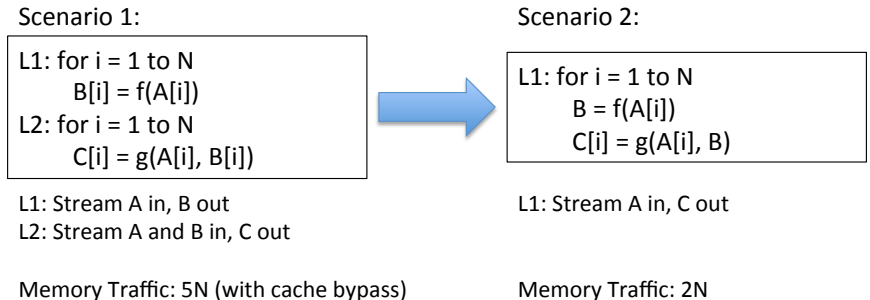 Scenario 1:
L1: for i = 1 to N
B[i] = f(A[i])
L2: for i = 1 to N
C[i] = g(A[i], B[i])
L1: Stream A in, B out
L2: Stream A and B in, C out
Memory Traffic: 5N (with cache bypass)
Scenario 2:
L1: for i = 1 to N
B = f(A[i])
C[i] = g(A[i], B)
L1: Stream A in, C out
Memory Traffic: 2N